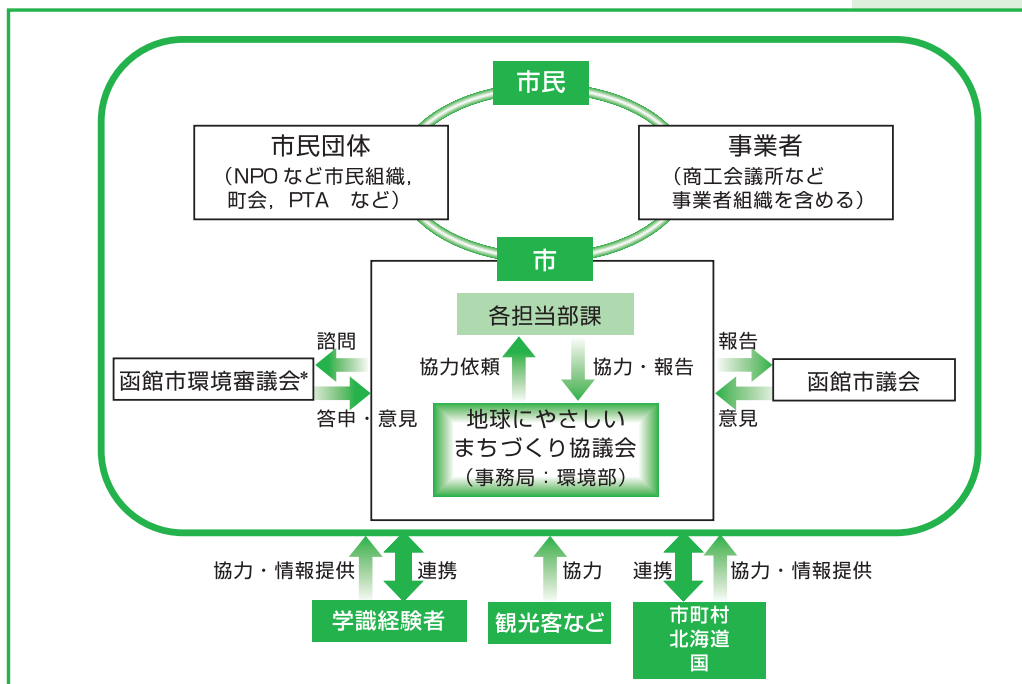 市民
市民団体
（NPOなど市民組織，
町会，PTA　など）
事業者
（商工会議所など
事業者組織を含める）
市
各担当部課
協力依頼
協力・報告
地球にやさしい
まちづくり協議会
（事務局：環境部）
諮問
函館市環境審議会*
答申・意見
報告
函館市議会
意見
協力・情報提供
連携
学識経験者
協力
観光客など
連携
協力・情報提供
市町村
北海道
国